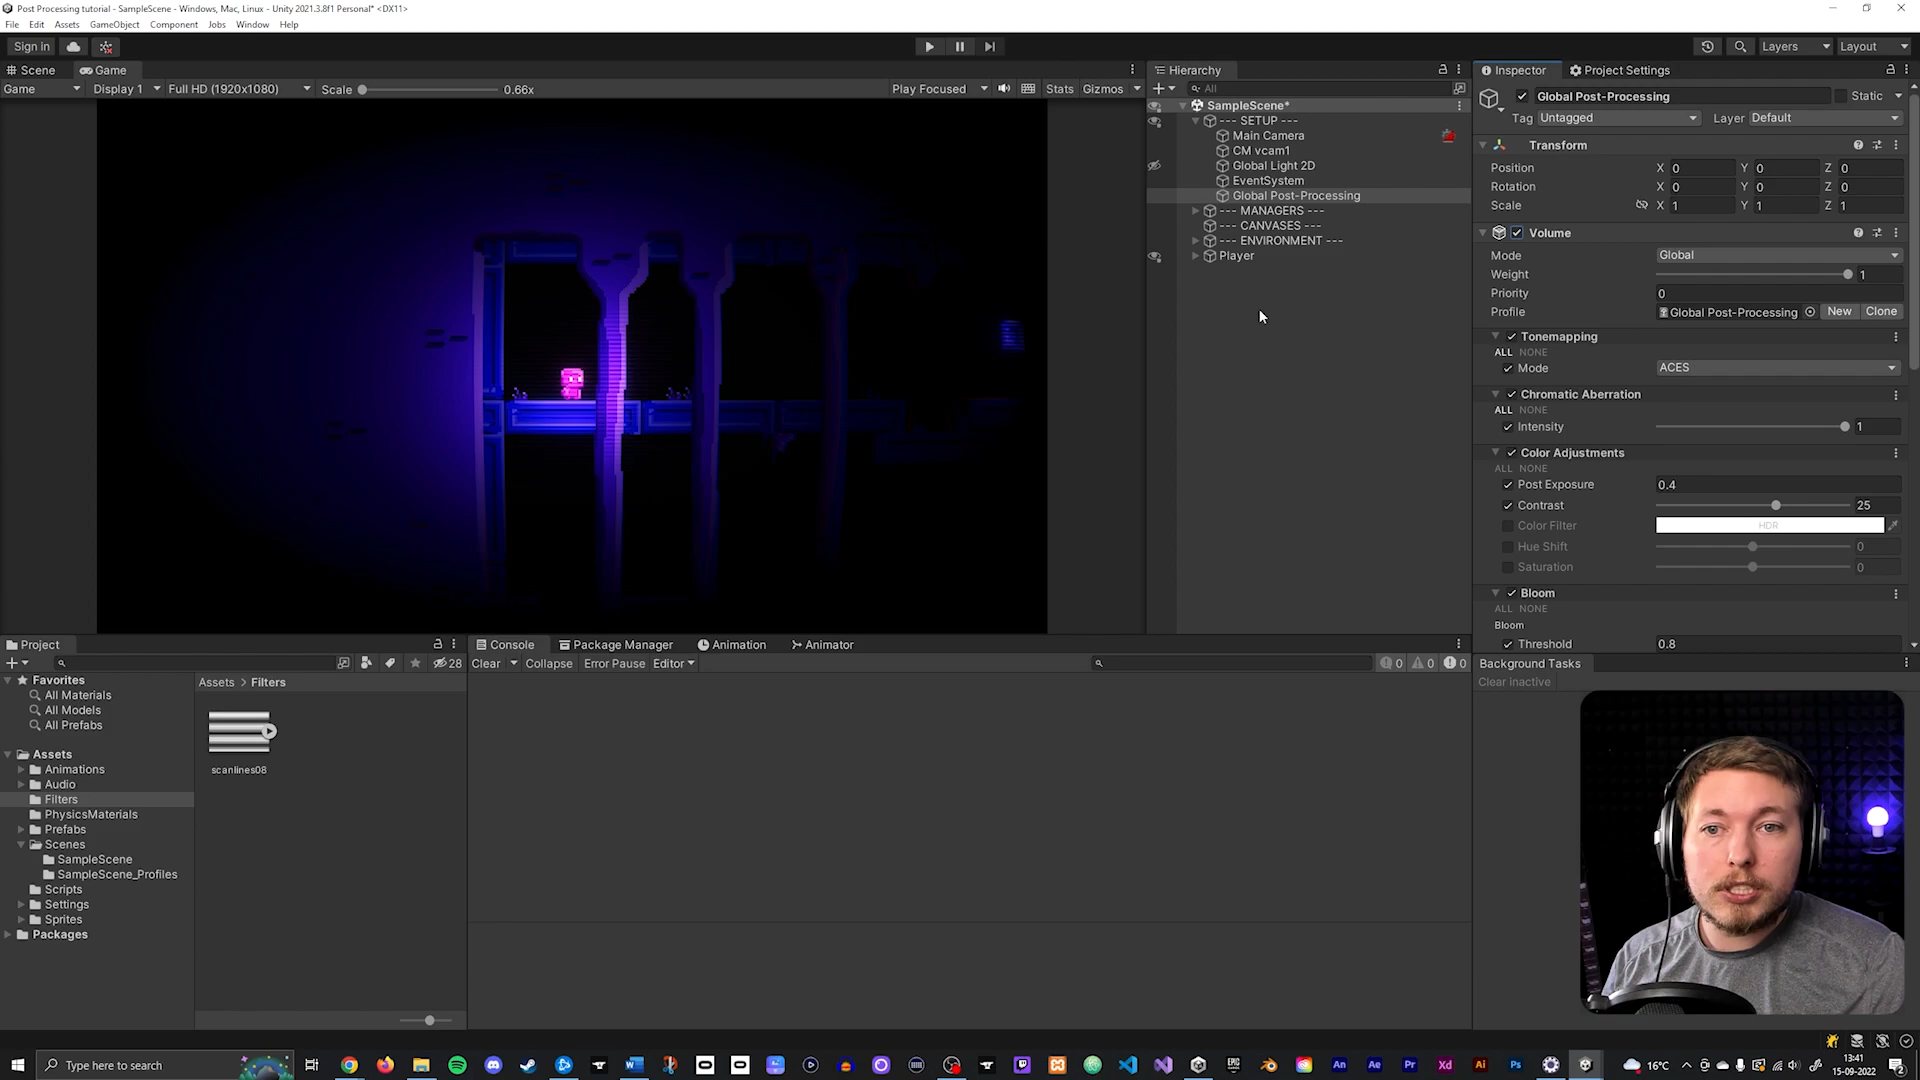 Post Processing tutorial - SampleScene - Windows, Mac, Linux - Unity 2021.3.8f1 Personal* <DX11>
File Edit Assets GameObject Component Jobs Window Help
Sign in
Layers Layout
Scene Game
Game Display 1 Full HD (1920x1080) Scale 0.66x Play Focused Stats Gizmos
Hierarchy
All
SampleScene*
--- SETUP ---
Main Camera
CM vcam1
Global Light 2D
EventSystem
Global Post-Processing
--- MANAGERS ---
--- CANVASES ---
--- ENVIRONMENT ---
Player
Inspector Project Settings
Global Post-Processing Static
Tag Untagged Layer Default
Transform
Position X 0 Y 0 Z 0
Rotation X 0 Y 0 Z 0
Scale X 1 Y 1 Z 1
Volume
Mode Global
Weight 1
Priority 0
Profile Global Post-Processing New Clone
Tonemapping
ALL NONE
Mode ACES
Chromatic Aberration
ALL NONE
Intensity 1
Color Adjustments
ALL NONE
Post Exposure 0.4
Contrast 25
Color Filter HDR
Hue Shift 0
Saturation 0
Bloom
ALL NONE
Bloom
Threshold 0.8
Background Tasks
Clear inactive
Project
28
Favorites
All Materials
All Models
All Prefabs
Assets
Animations
Audio
Filters
PhysicsMaterials
Prefabs
Scenes
SampleScene
SampleScene_Profiles
Scripts
Settings
Sprites
Packages
Assets > Filters
scanlines08
Console Package Manager Animation Animator
Clear Collapse Error Pause Editor 0 0 0
Type here to search
16°C
13:41
15-09-2022